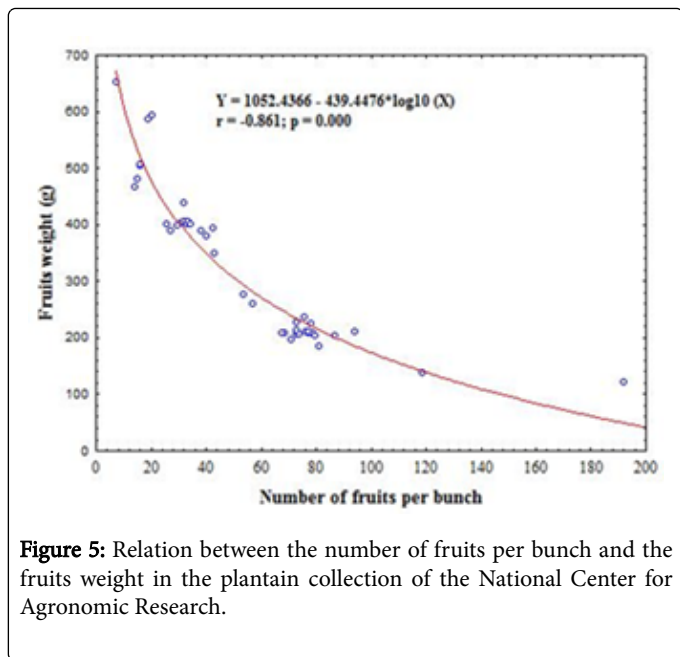 700
600
500
400
300
200
100
0
Fruits weight (g)
Y = 1052.4366 - 439.4476*log10 (X)
r = -0.861; p = 0.000
0 20 40 60 80 100 120 140 160 180 200
Number of fruits per bunch
Figure 5: Relation between the number of fruits per bunch and the
fruits weight in the plantain collection of the National Center for
Agronomic Research.